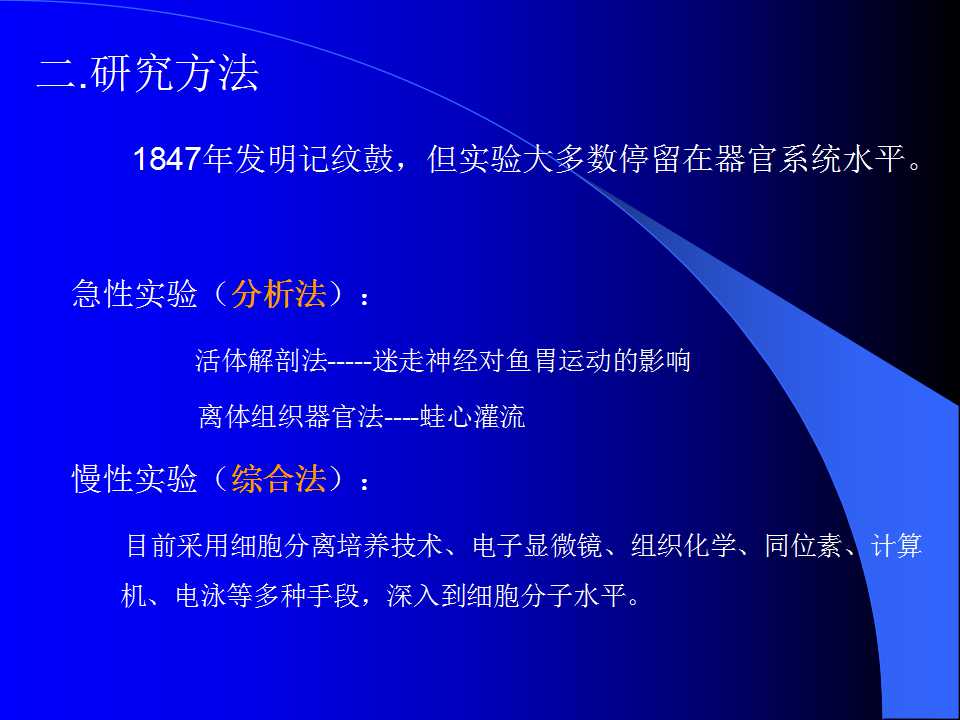 二.研究方法
1847年发明记纹鼓，但实验大多数停留在器官系统水平。
急性实验（分析法）：
活体解剖法-----迷走神经对鱼胃运动的影响
离体组织器官法----蛙心灌流
慢性实验（综合法）：
目前采用细胞分离培养技术、电子显微镜、组织化学、同位素、计算
机、电泳等多种手段，深入到细胞分子水平。